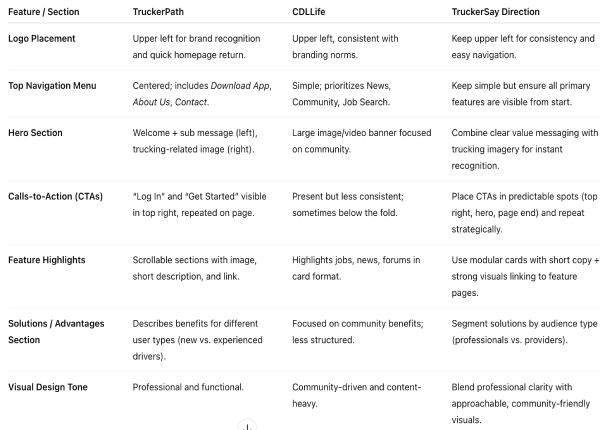 Feature / Section TruckerPath CDLLife TruckerSay Direction
Logo Placement Upper left for brand recognition Upper left, consistent with Keep upper left for consistency and
and quick homepage return. branding norms. easy navigation.
Top Navigation Menu Centered; includes Download App, Simple; prioritizes News, Keep simple but ensure all primary
About Us, Contact. Community, Job Search. features are visible from start.
Hero Section Welcome + sub message (left), Large image/video banner focused Combine clear value messaging with
trucking-related image (right). on community. trucking imagery for instant
recognition.
Calls-to-Action (CTAs) “Log In” and “Get Started” visible Present but less consistent; Place CTAs in predictable spots (top
in top right, repeated on page. sometimes below the fold. right, hero, page end) and repeat
strategically.
Feature Highlights Scrollable sections with image, Highlights jobs, news, forums in Use modular cards with short copy +
short description, and link. card format. strong visuals linking to feature
pages.
Solutions / Advantages Describes benefits for different Focused on community benefits; Segment solutions by audience type
Section user types (new vs. experienced less structured. (professionals vs. providers).
drivers).
Visual Design Tone Professional and functional. Community-driven and content- Blend professional clarity with
heavy. approachable, community-friendly
visuals.